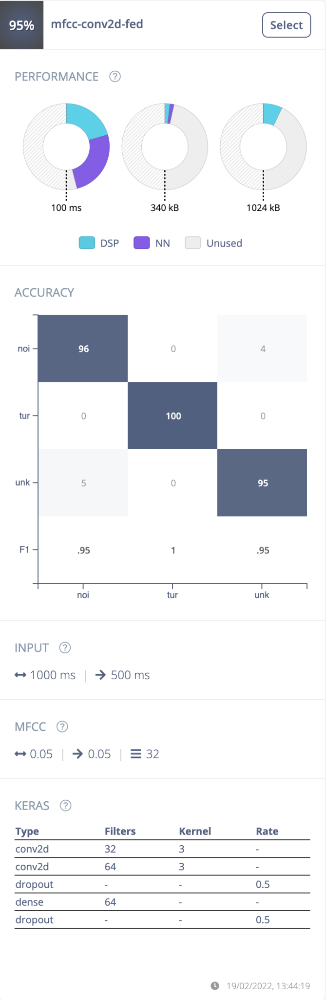 95% mfcc-conv2d-fed Select
PERFORMANCE ?
100 ms 340 kB 1024 kB
DSP NN Unused
ACCURACY
noi 96 0 4
tur 0 100 0
unk 5 0 95
F1 .95 1 .95
noi tur unk
INPUT ?
1000 ms | 500 ms
MFCC ?
0.05 | 0.05 | 32
KERAS ?
Type Filters Kernel Rate
conv2d 32 3 -
conv2d 64 3 -
dropout - - 0.5
dense 64 - -
dropout - - 0.5
19/02/2022, 13:44:19